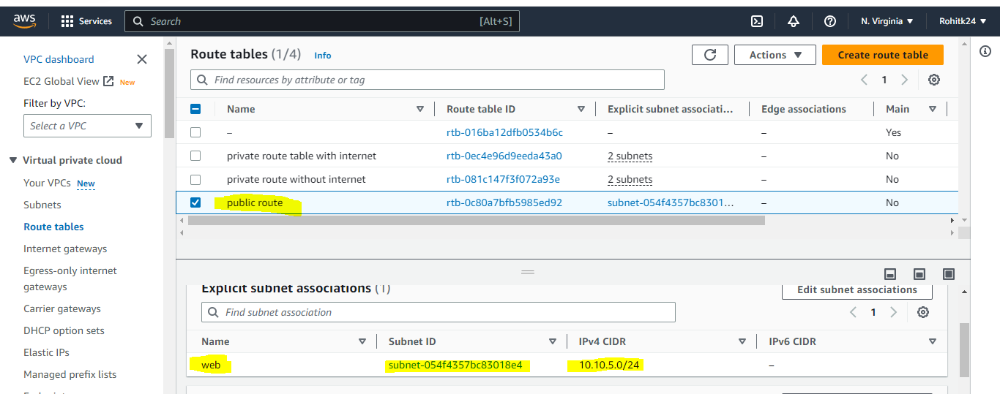 aws Services Search [Alt+S] N. Virginia Rohitk24
VPC dashboard
EC2 Global View New
Filter by VPC:
Select a VPC
Virtual private cloud
Your VPCs New
Subnets
Route tables
Internet gateways
Egress-only internet
gateways
Carrier gateways
DHCP option sets
Elastic IPs
Managed prefix lists
Route tables (1/4) Info Actions Create route table
Find resources by attribute or tag 1
Name Route table ID Explicit subnet associati... Edge associations Main
– rtb-016ba12dfb0534b6c – – Yes
private route table with internet rtb-0ec4e96d9eeda43a0 2 subnets – No
private route without internet rtb-081c147f3f072a93e 2 subnets – No
public route rtb-0c80a7bfb5985ed92 subnet-054f4357bc8301... – No
Explicit subnet associations (1) Edit subnet associations
Find subnet association 1
Name Subnet ID IPv4 CIDR IPv6 CIDR
web subnet-054f4357bc83018e4 10.10.5.0/24 –